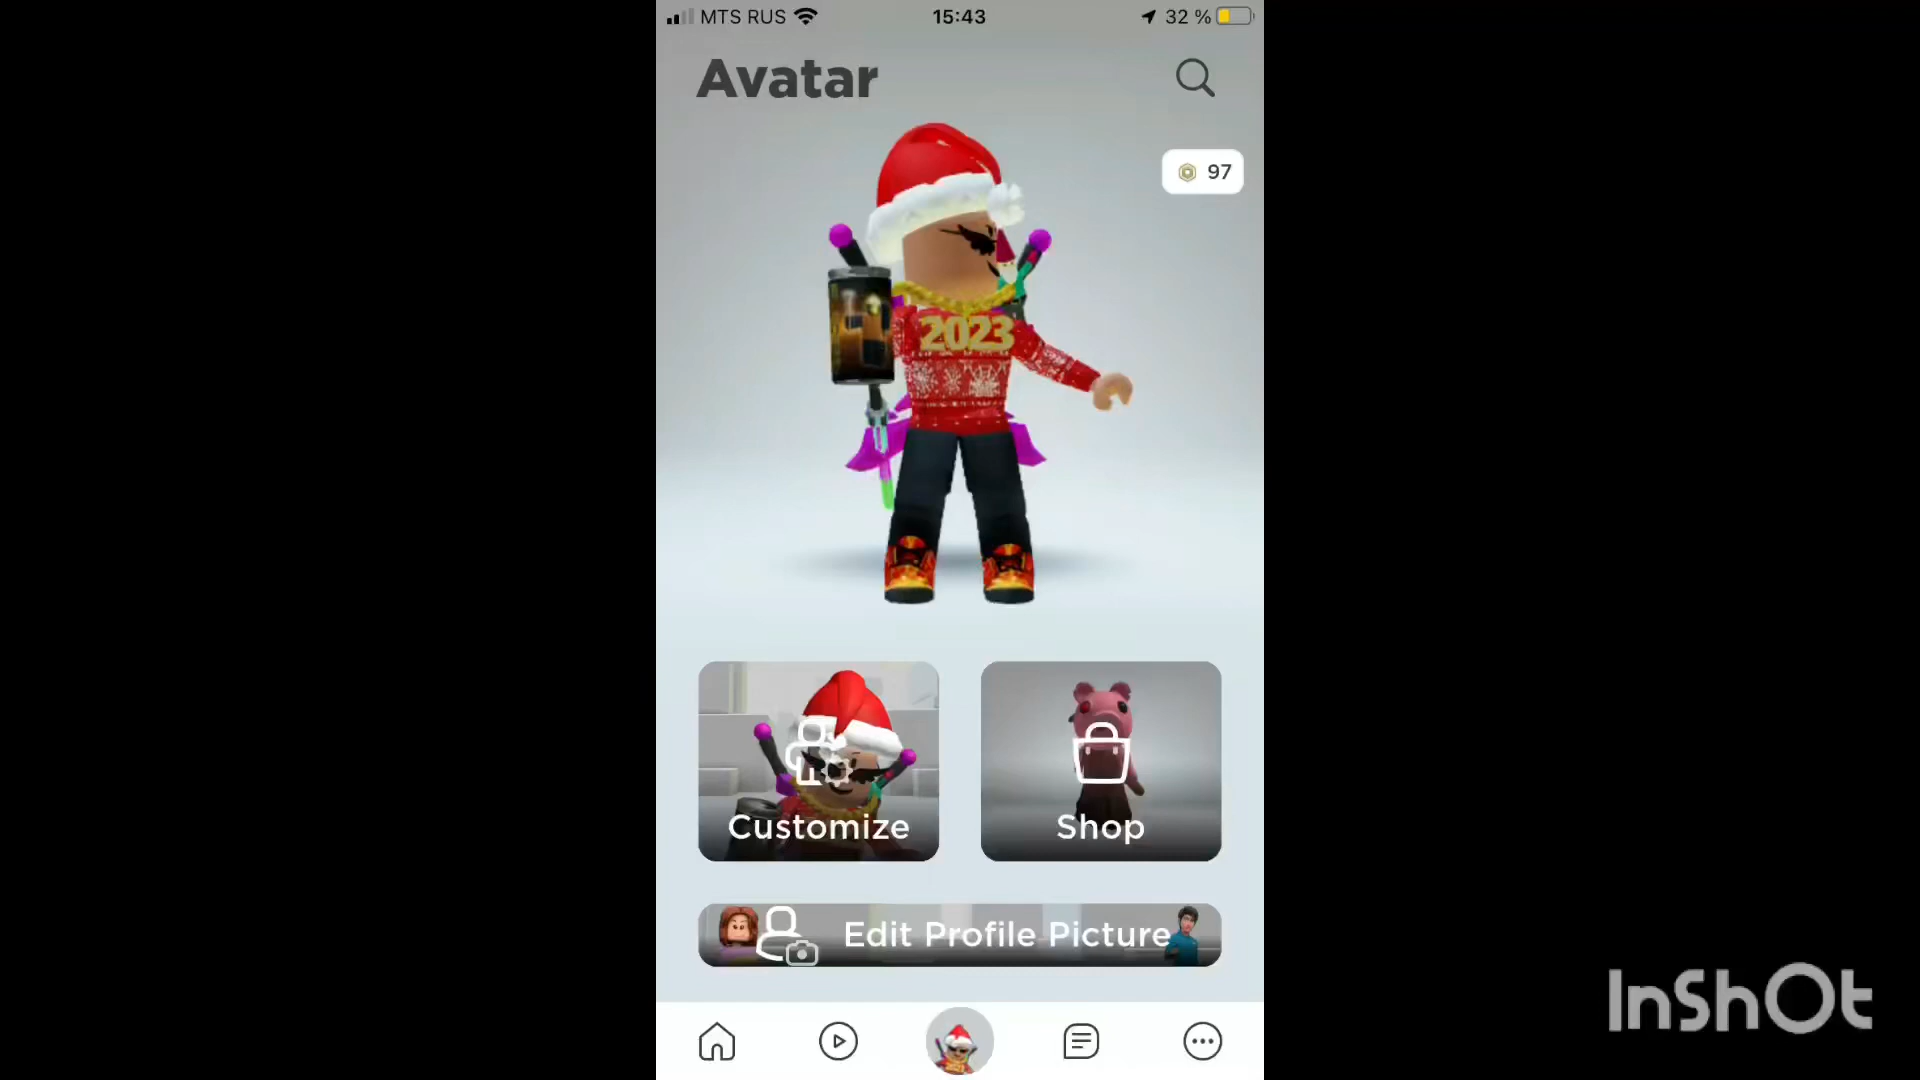 MTS RUS
15:43
32 %
Avatar
97
2023
Customize
Shop
Edit Profile Picture
InShOt